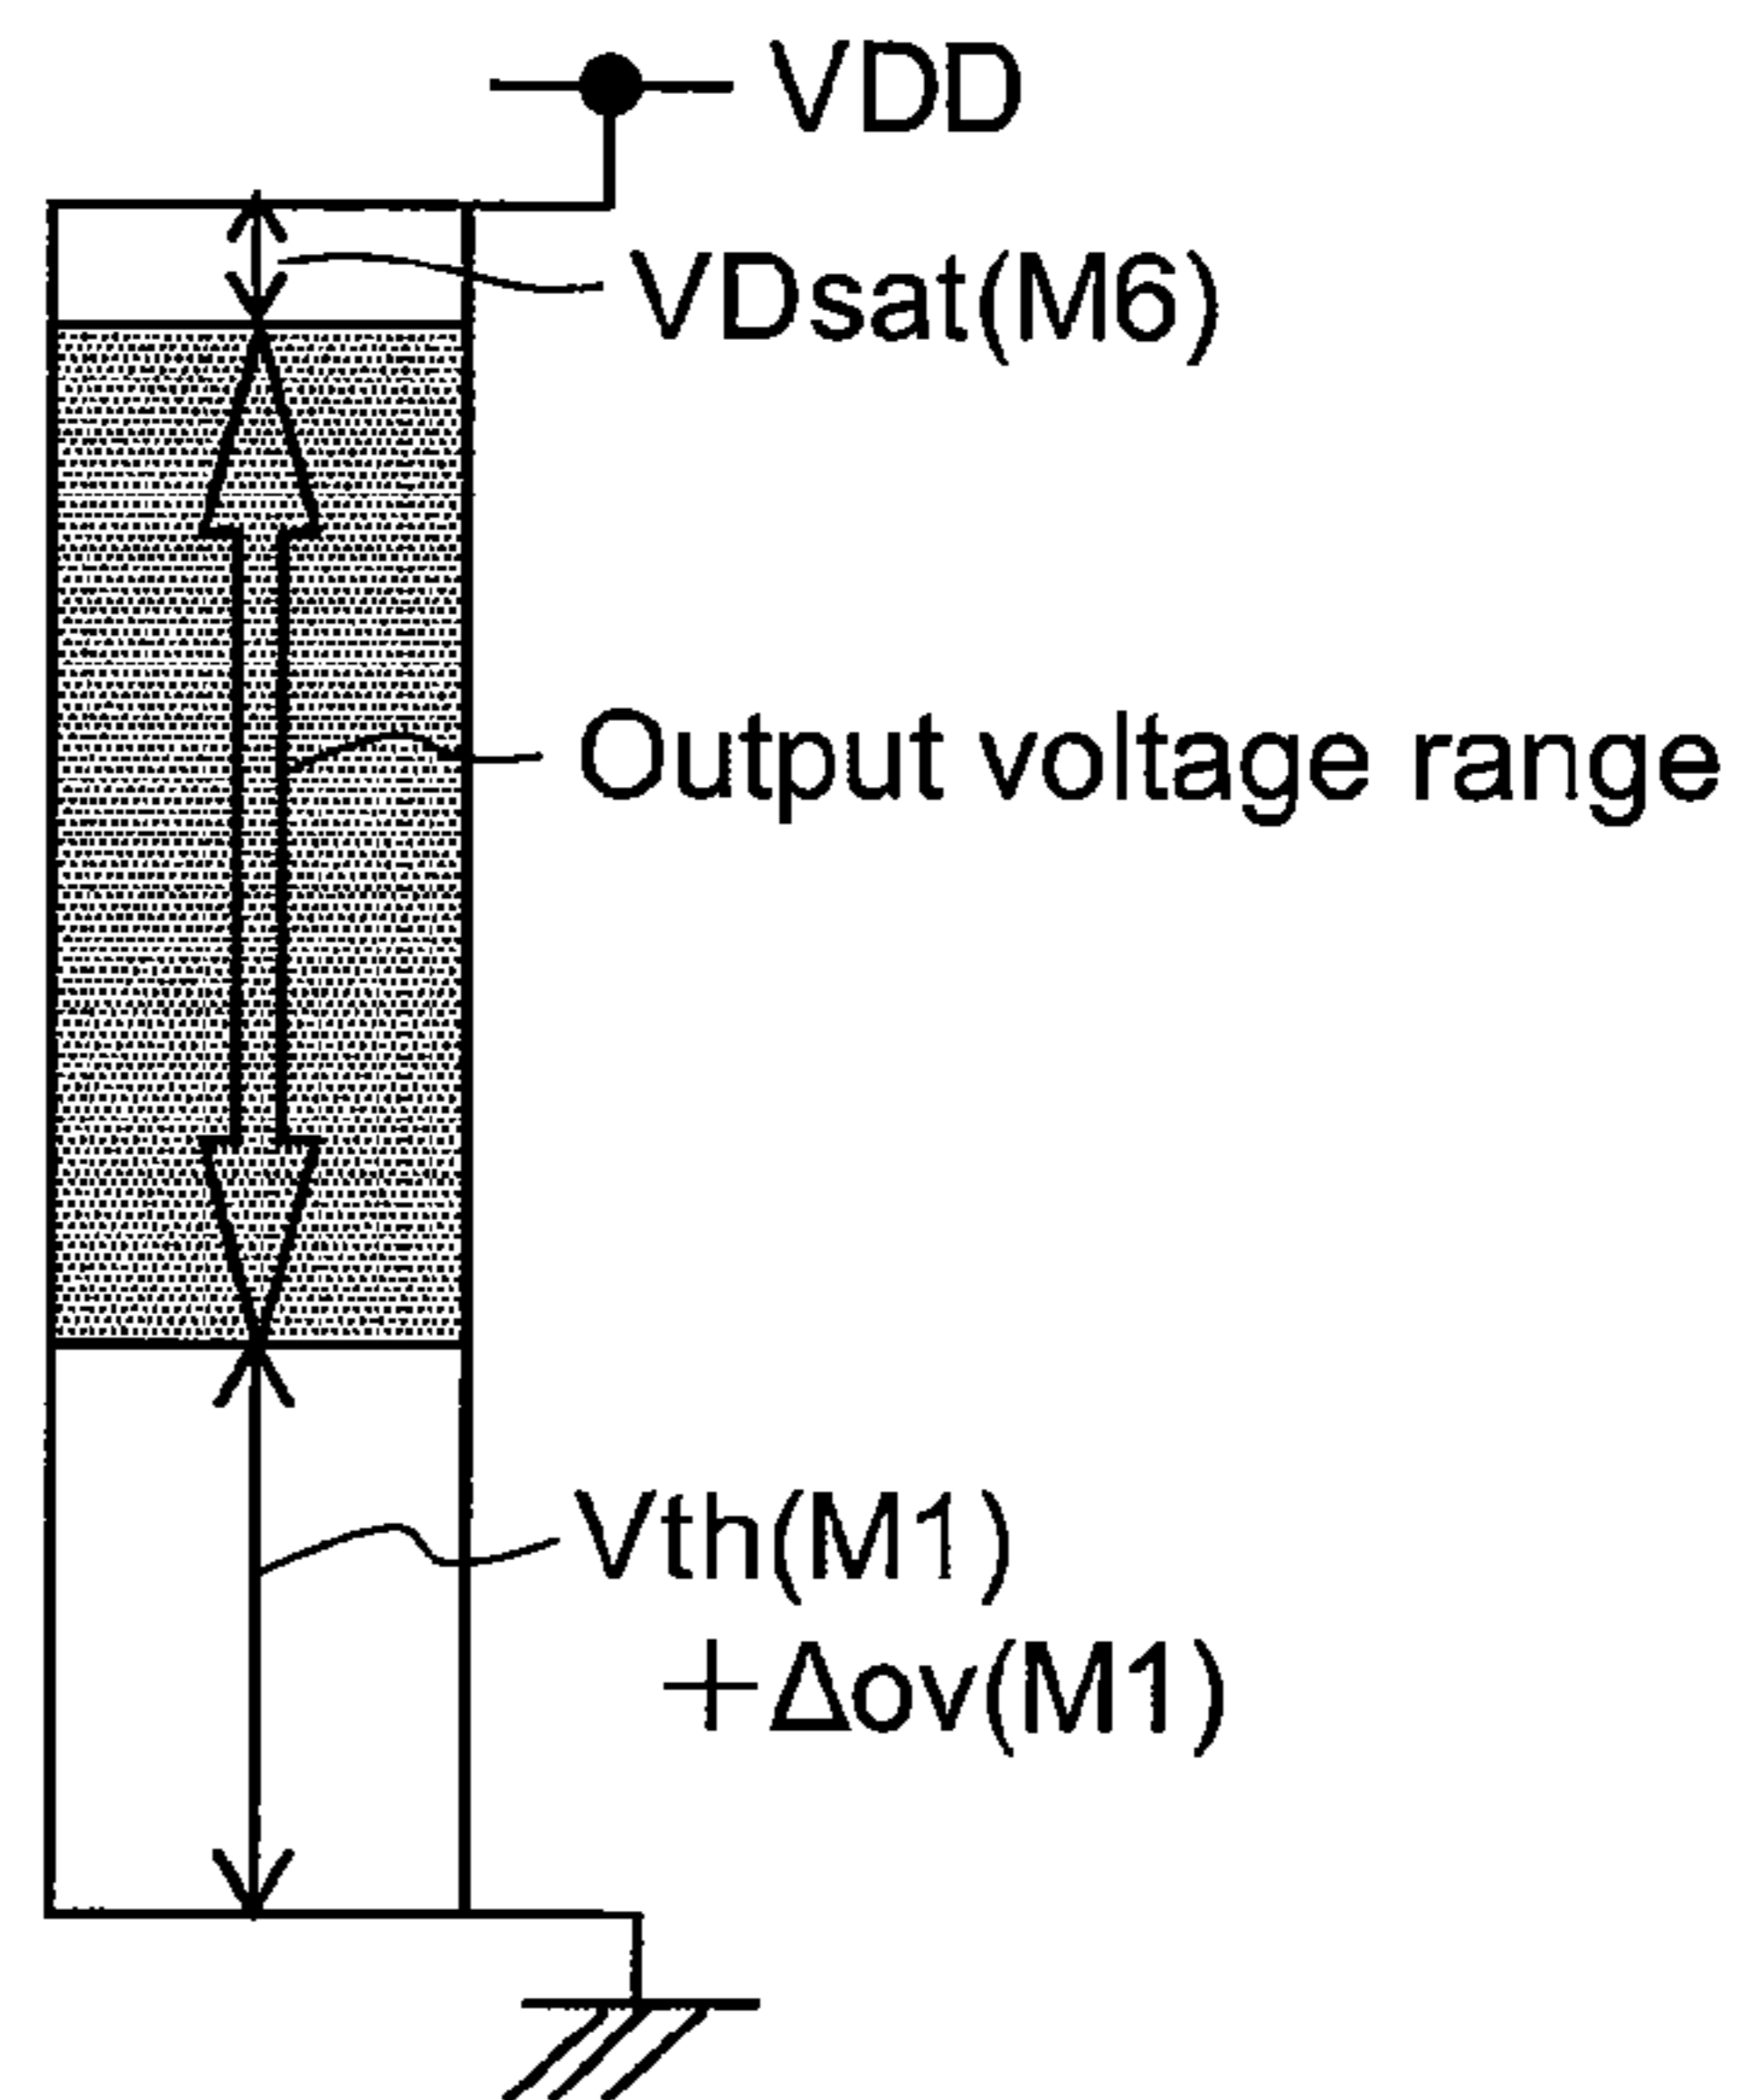 VDD
VDsat(M6)
Output voltage range
Vth(M1)
+Δov(M1)